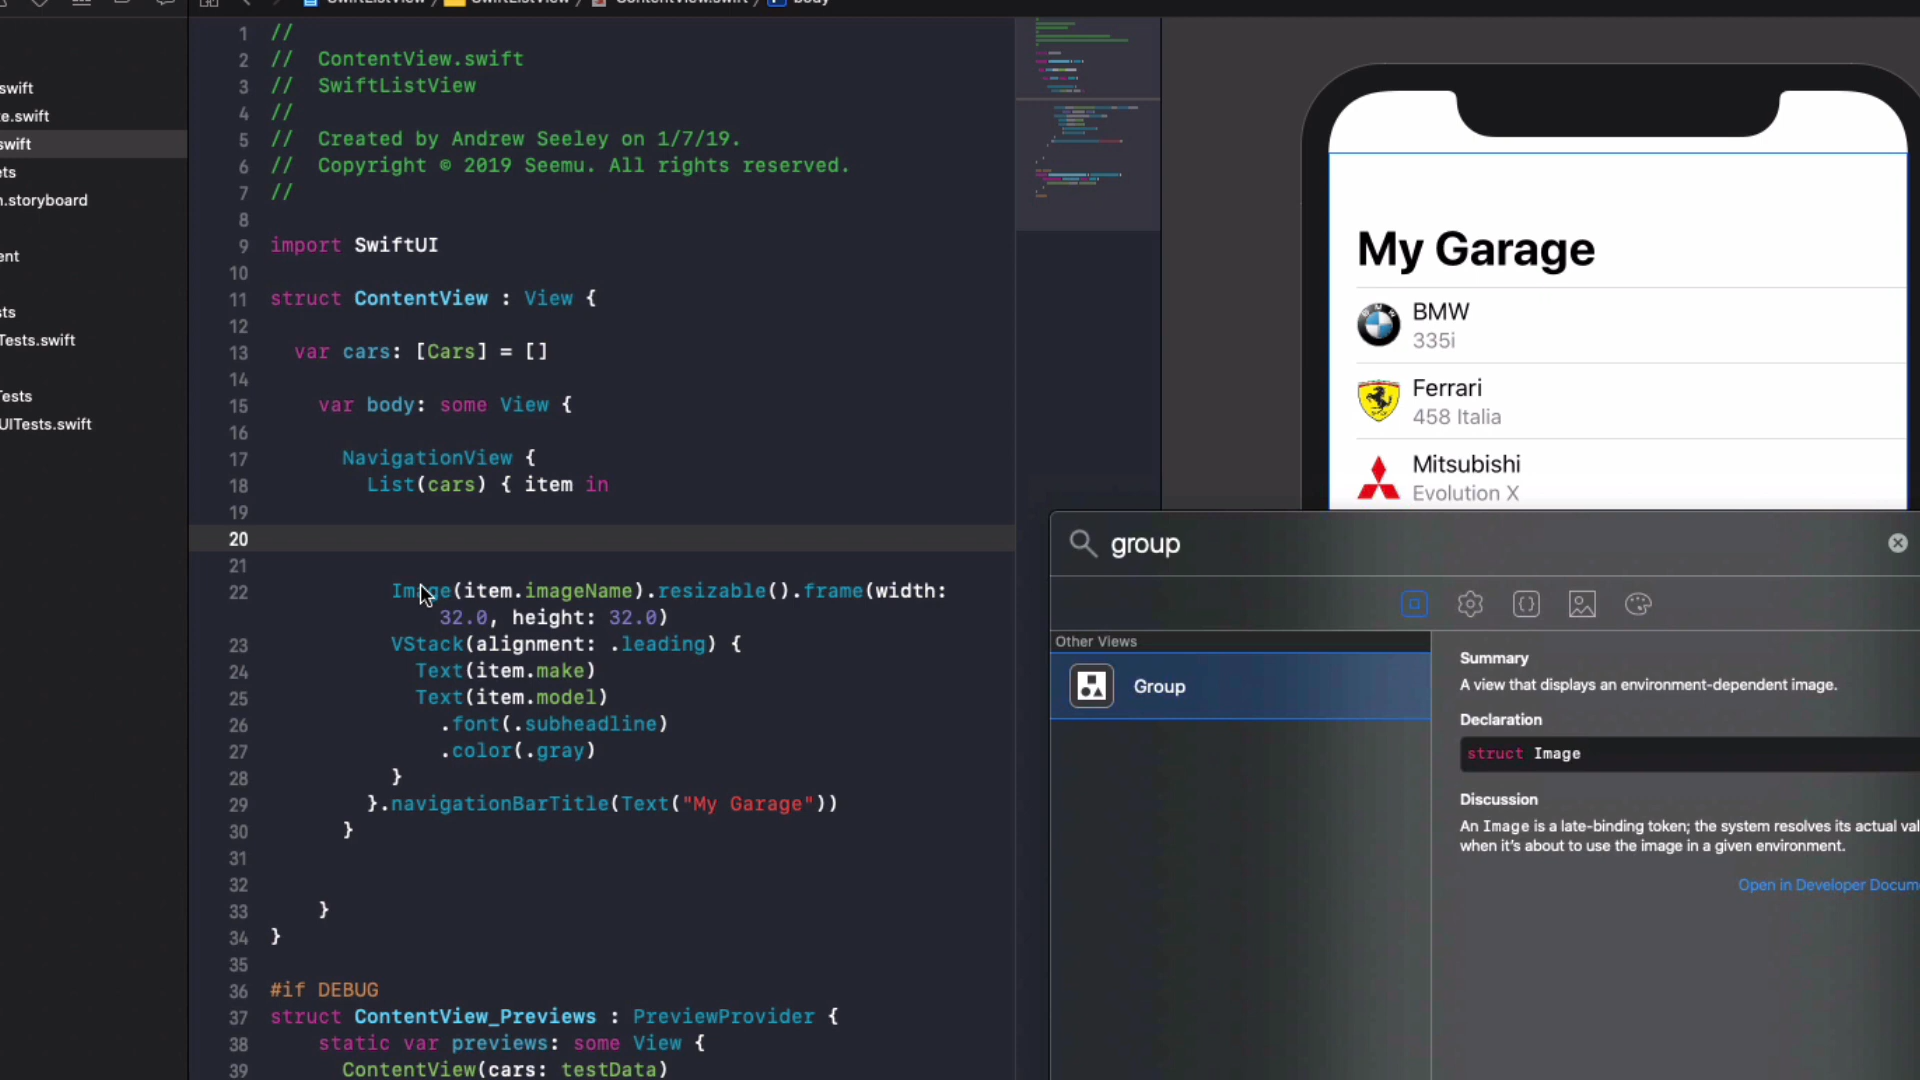 SwiftListView
SwiftListView
ContentView.swift
body
swift
e.swift
swift
ets
n.storyboard
ent
sts
Tests.swift
Tests
UITests.swift
1 //
2 //  ContentView.swift
3 //  SwiftListView
4 //
5 //  Created by Andrew Seeley on 1/7/19.
6 //  Copyright © 2019 Seemu. All rights reserved.
7 //
8
9 import SwiftUI
10
11 struct ContentView : View {
12
13 var cars: [Cars] = []
14
15 var body: some View {
16
17 NavigationView {
18 List(cars) { item in
19
20
21
22 Image(item.imageName).resizable().frame(width:
32.0, height: 32.0)
23 VStack(alignment: .leading) {
24 Text(item.make)
25 Text(item.model)
26 .font(.subheadline)
27 .color(.gray)
28 }
29 }.navigationBarTitle(Text("My Garage"))
30 }
31
32
33 }
34 }
35
36 #if DEBUG
37 struct ContentView_Previews : PreviewProvider {
38 static var previews: some View {
39 ContentView(cars: testData)
My Garage
BMW
335i
Ferrari
458 Italia
Mitsubishi
Evolution X
group
Other Views
Group
Summary
A view that displays an environment-dependent image.
Declaration
struct Image
Discussion
An Image is a late-binding token; the system resolves its actual val
when it's about to use the image in a given environment.
Open in Developer Docume